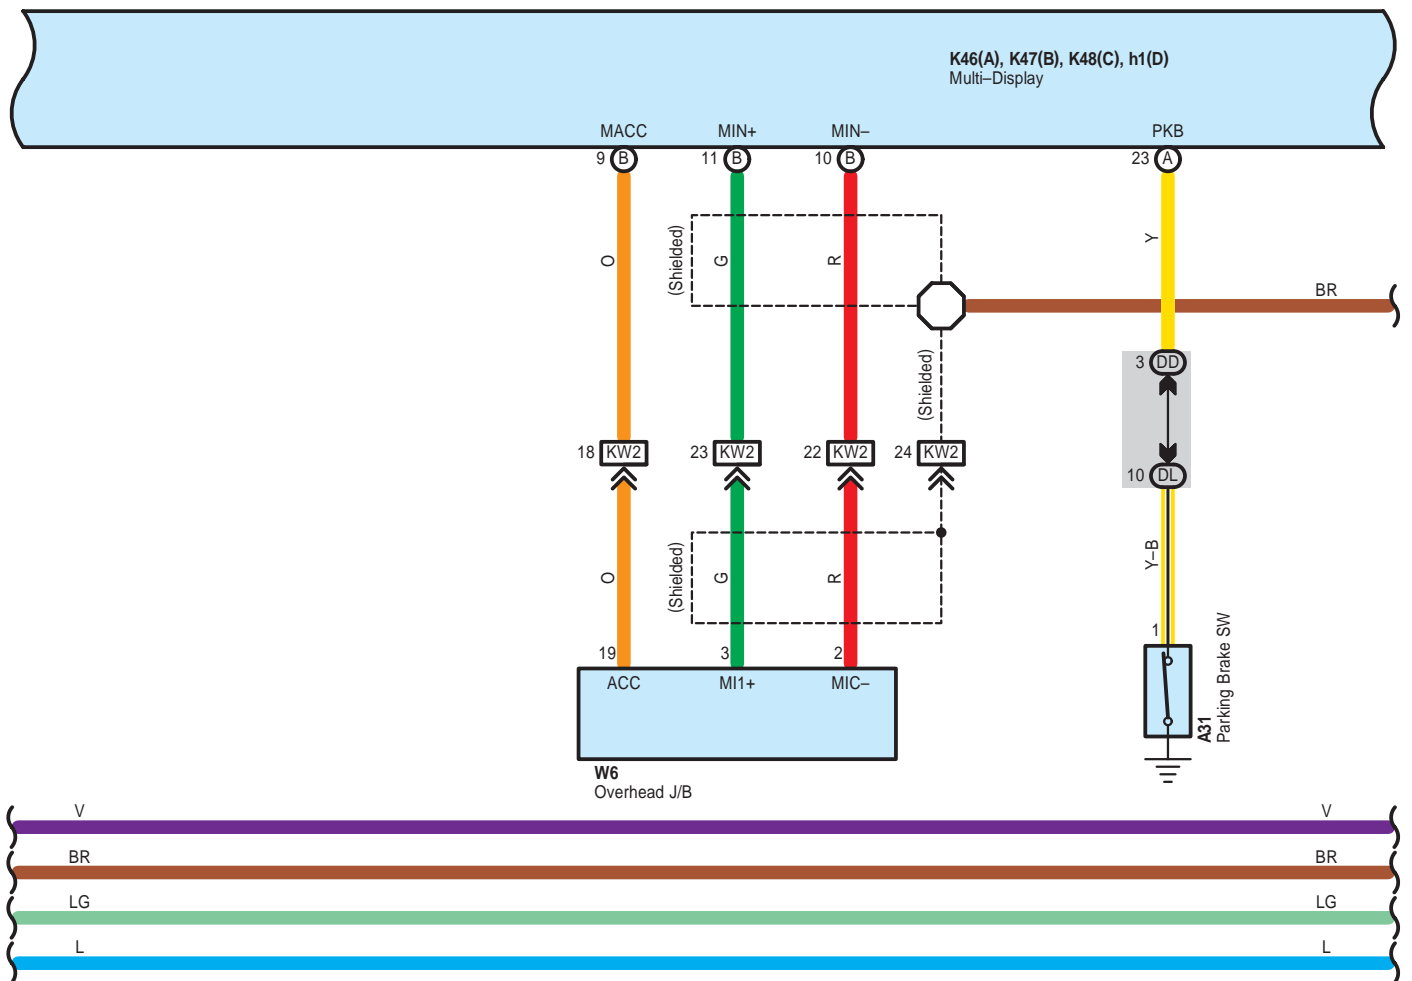 K46(A), K47(B), K48(C), h1(D)
Multi–Display
MACC MIN+ MIN– PKB
9 B 11 B 10 B 23 A
(Shielded)
O G R Y
BR
(Shielded)
3 DD
18 KW2 23 KW2 22 KW2 24 KW2
10 DL
(Shielded)
O G R Y–B
19 3 2 1
ACC MI1+ MIC–
A31
Parking Brake SW
W6
Overhead J/B
V V
BR BR
LG LG
L L